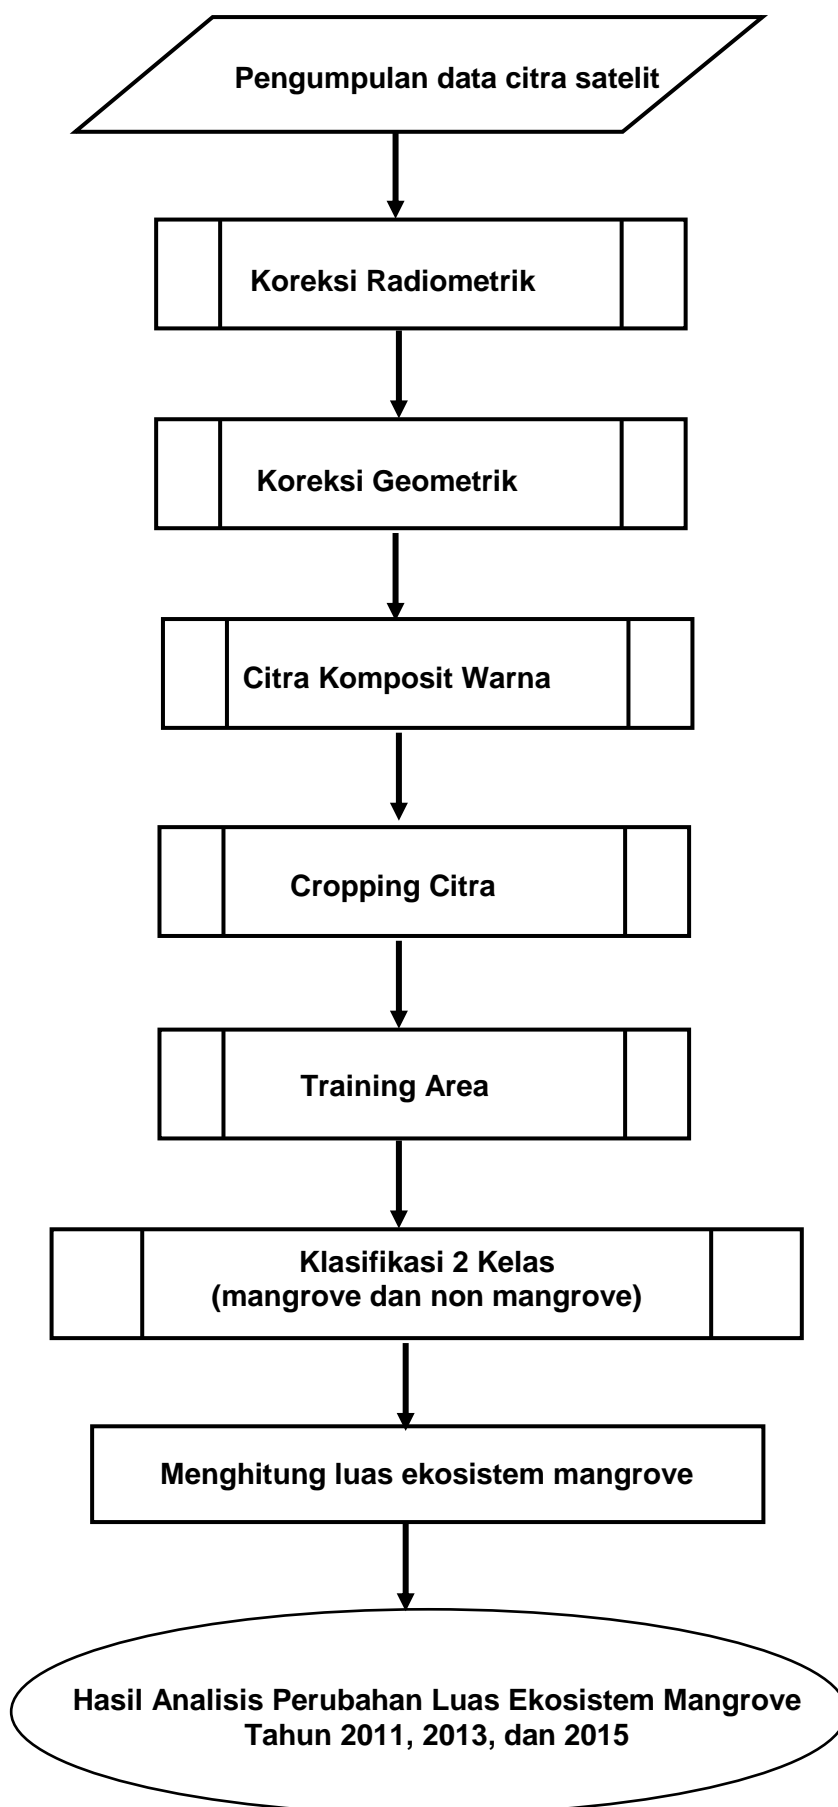 Pengumpulan data citra satelit
Koreksi Radiometrik
Koreksi Geometrik
Citra Komposit Warna
Cropping Citra
Training Area
Klasifikasi 2 Kelas
(mangrove dan non mangrove)
Menghitung luas ekosistem mangrove
Hasil Analisis Perubahan Luas Ekosistem Mangrove
Tahun 2011, 2013, dan 2015